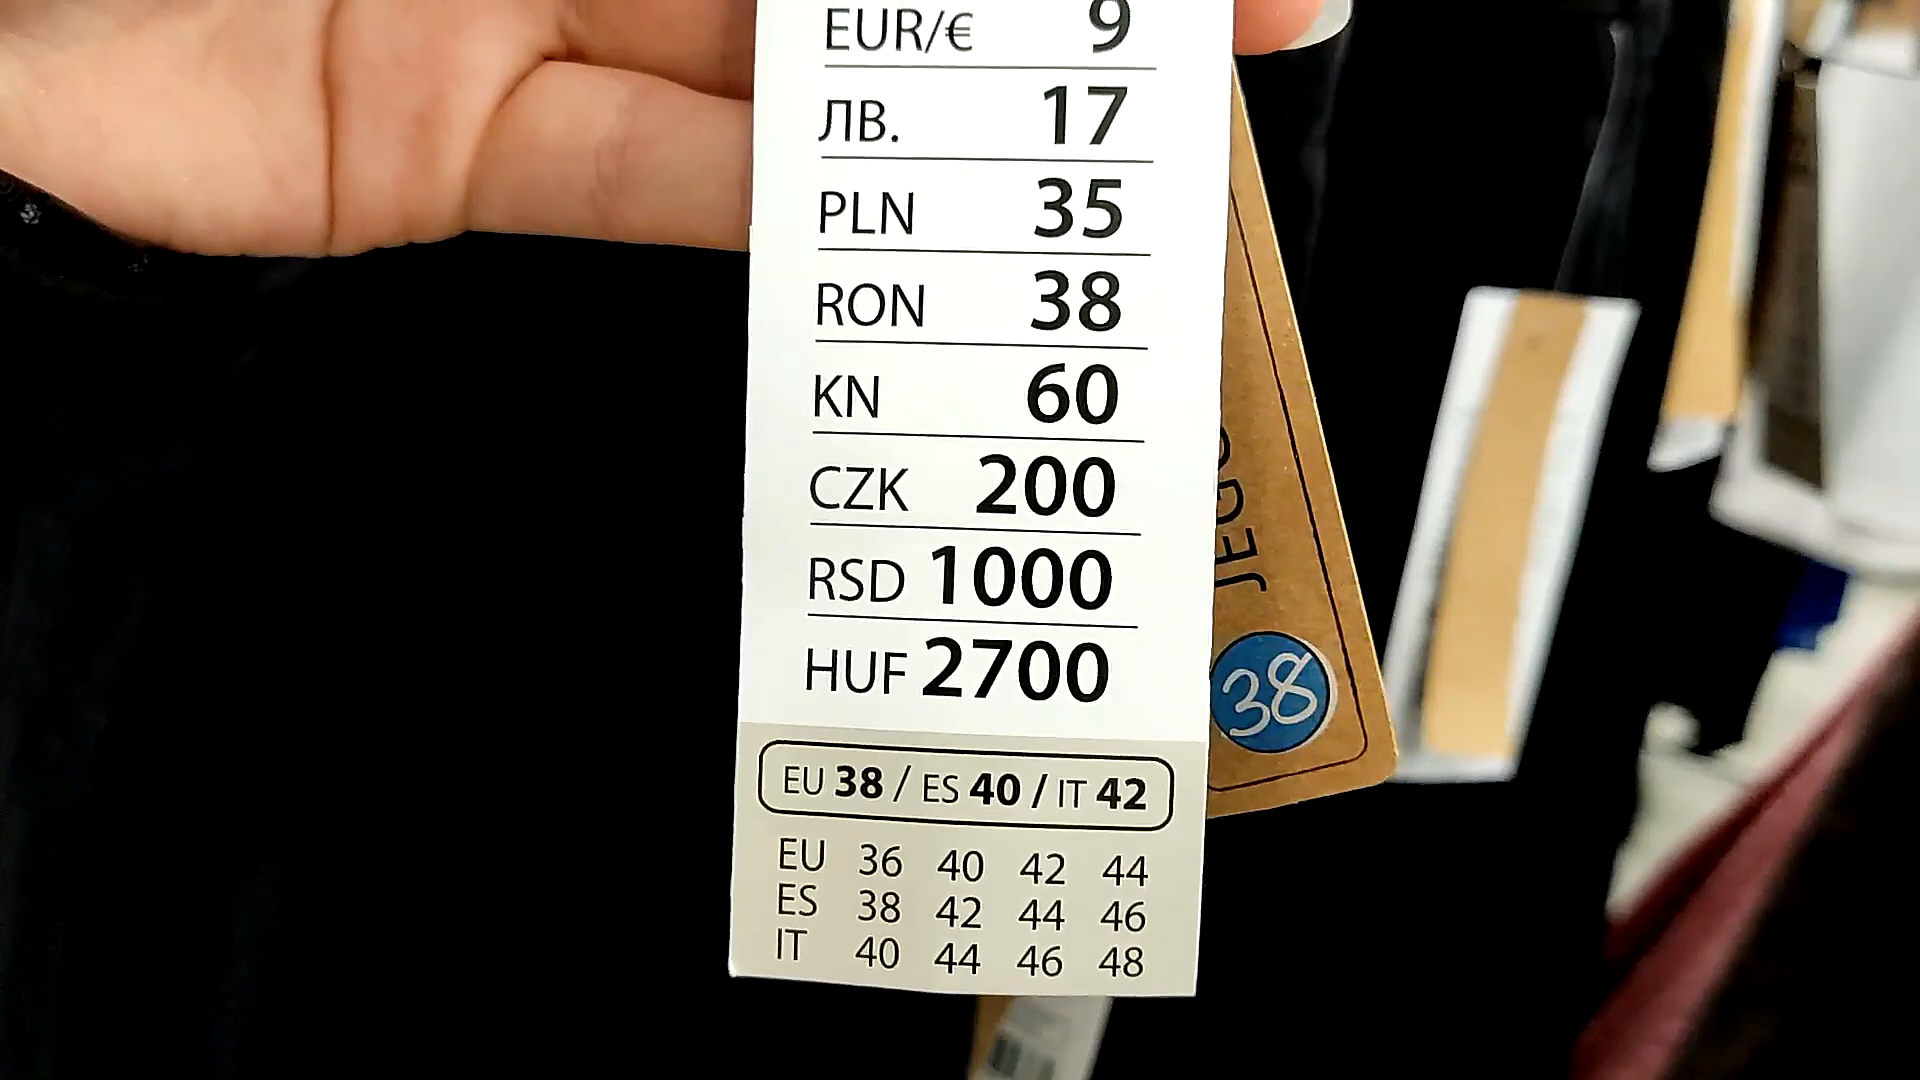 EUR/€ 9
ЛВ. 17
PLN 35
RON 38
KN 60
CZK 200
RSD 1000
HUF 2700
EU 38 / ES 40 / IT 42
EU 36 40 42 44
ES 38 42 44 46
IT 40 44 46 48
38